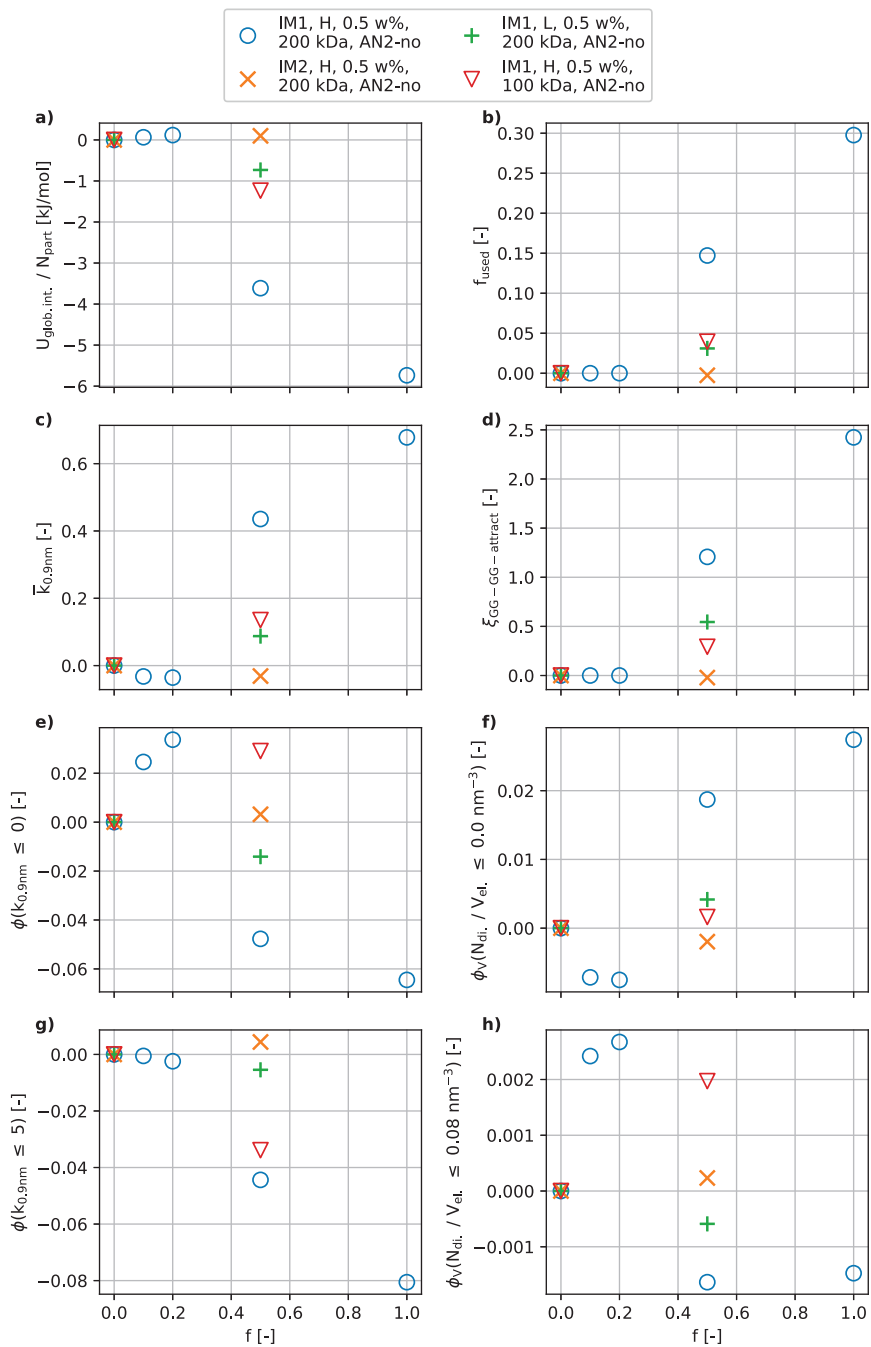 IM1, H, 0.5 w%,
200 kDa, AN2-no
IM2, H, 0.5 w%,
200 kDa, AN2-no
IM1, L, 0.5 w%,
200 kDa, AN2-no
IM1, H, 0.5 w%,
100 kDa, AN2-no
a)
U_glob.int. / N_part [kJ/mol]
0
−1
−2
−3
−4
−5
−6
b)
f_used [-]
0.30
0.25
0.20
0.15
0.10
0.05
0.00
c)
k̅_0.9nm [-]
0.6
0.4
0.2
0.0
d)
ξ_GG−GG−attract [-]
2.5
2.0
1.5
1.0
0.5
0.0
e)
ϕ(k_0.9nm ≤ 0) [-]
0.02
0.00
−0.02
−0.04
−0.06
f)
ϕ_V(N_di. / V_el. ≤ 0.0 nm⁻³) [-]
0.02
0.01
0.00
g)
ϕ(k_0.9nm ≤ 5) [-]
0.00
−0.02
−0.04
−0.06
−0.08
0.0 0.2 0.4 0.6 0.8 1.0
f [-]
h)
ϕ_V(N_di. / V_el. ≤ 0.08 nm⁻³) [-]
0.002
0.001
0.000
−0.001
0.0 0.2 0.4 0.6 0.8 1.0
f [-]